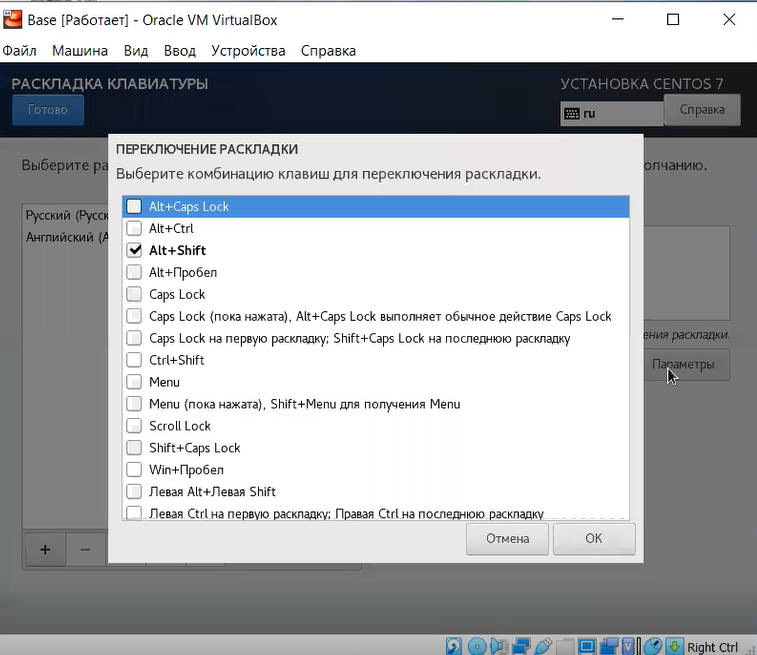 Base [Работает] - Oracle VM VirtualBox
Файл Машина Вид Ввод Устройства Справка
РАСКЛАДКА КЛАВИАТУРЫ
УСТАНОВКА CENTOS 7
Готово
ru
Справка
ПЕРЕКЛЮЧЕНИЕ РАСКЛАДКИ
Выберите ра
олчанию.
Выберите комбинацию клавиш для переключения раскладки.
Русский (Русск
Английский (А
Alt+Caps Lock
Alt+Ctrl
Alt+Shift
Alt+Пробел
Caps Lock
Caps Lock (пока нажата), Alt+Caps Lock выполняет обычное действие Caps Lock
Caps Lock на первую раскладку; Shift+Caps Lock на последнюю раскладку
ения раскладки.
Ctrl+Shift
Параметры
Menu
Menu (пока нажата), Shift+Menu для получения Menu
Scroll Lock
Shift+Caps Lock
Win+Пробел
Левая Alt+Левая Shift
Левая Ctrl на первую раскладку; Правая Ctrl на последнюю раскладку
+ −
Отмена OK
Right Ctrl